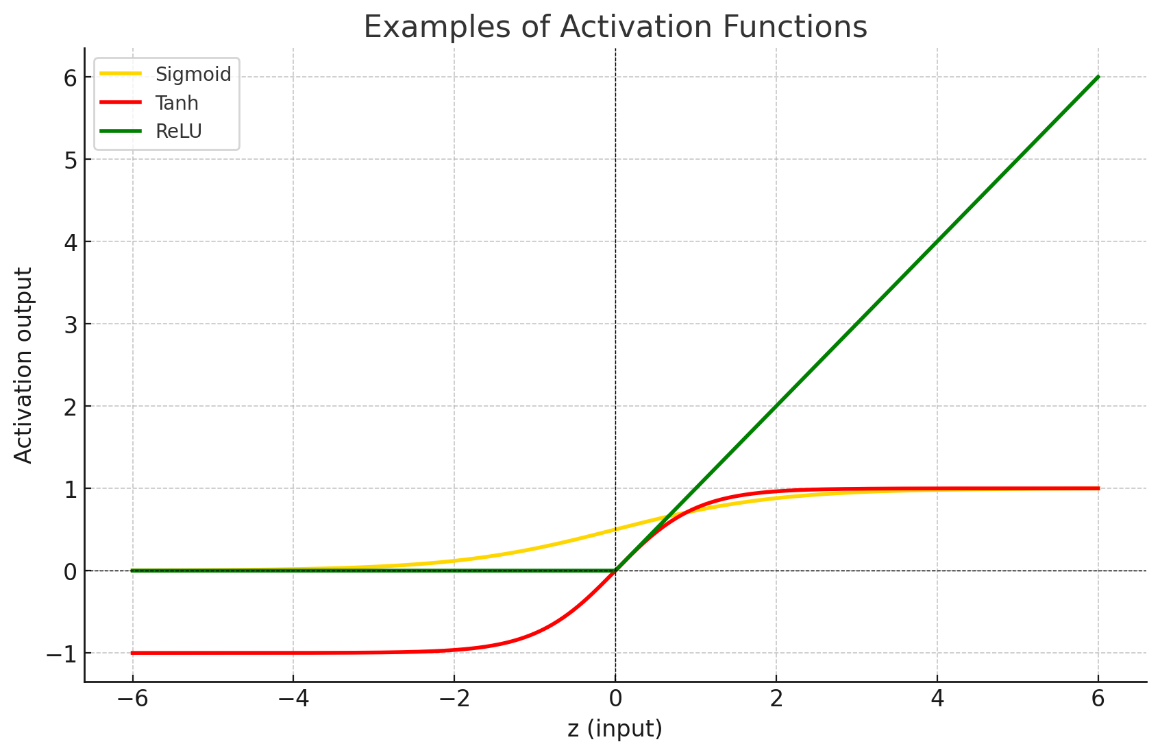 Examples of Activation Functions
Sigmoid
Tanh
ReLU
Activation output
6
5
4
3
2
1
0
−1
−6 −4 −2 0 2 4 6
z (input)